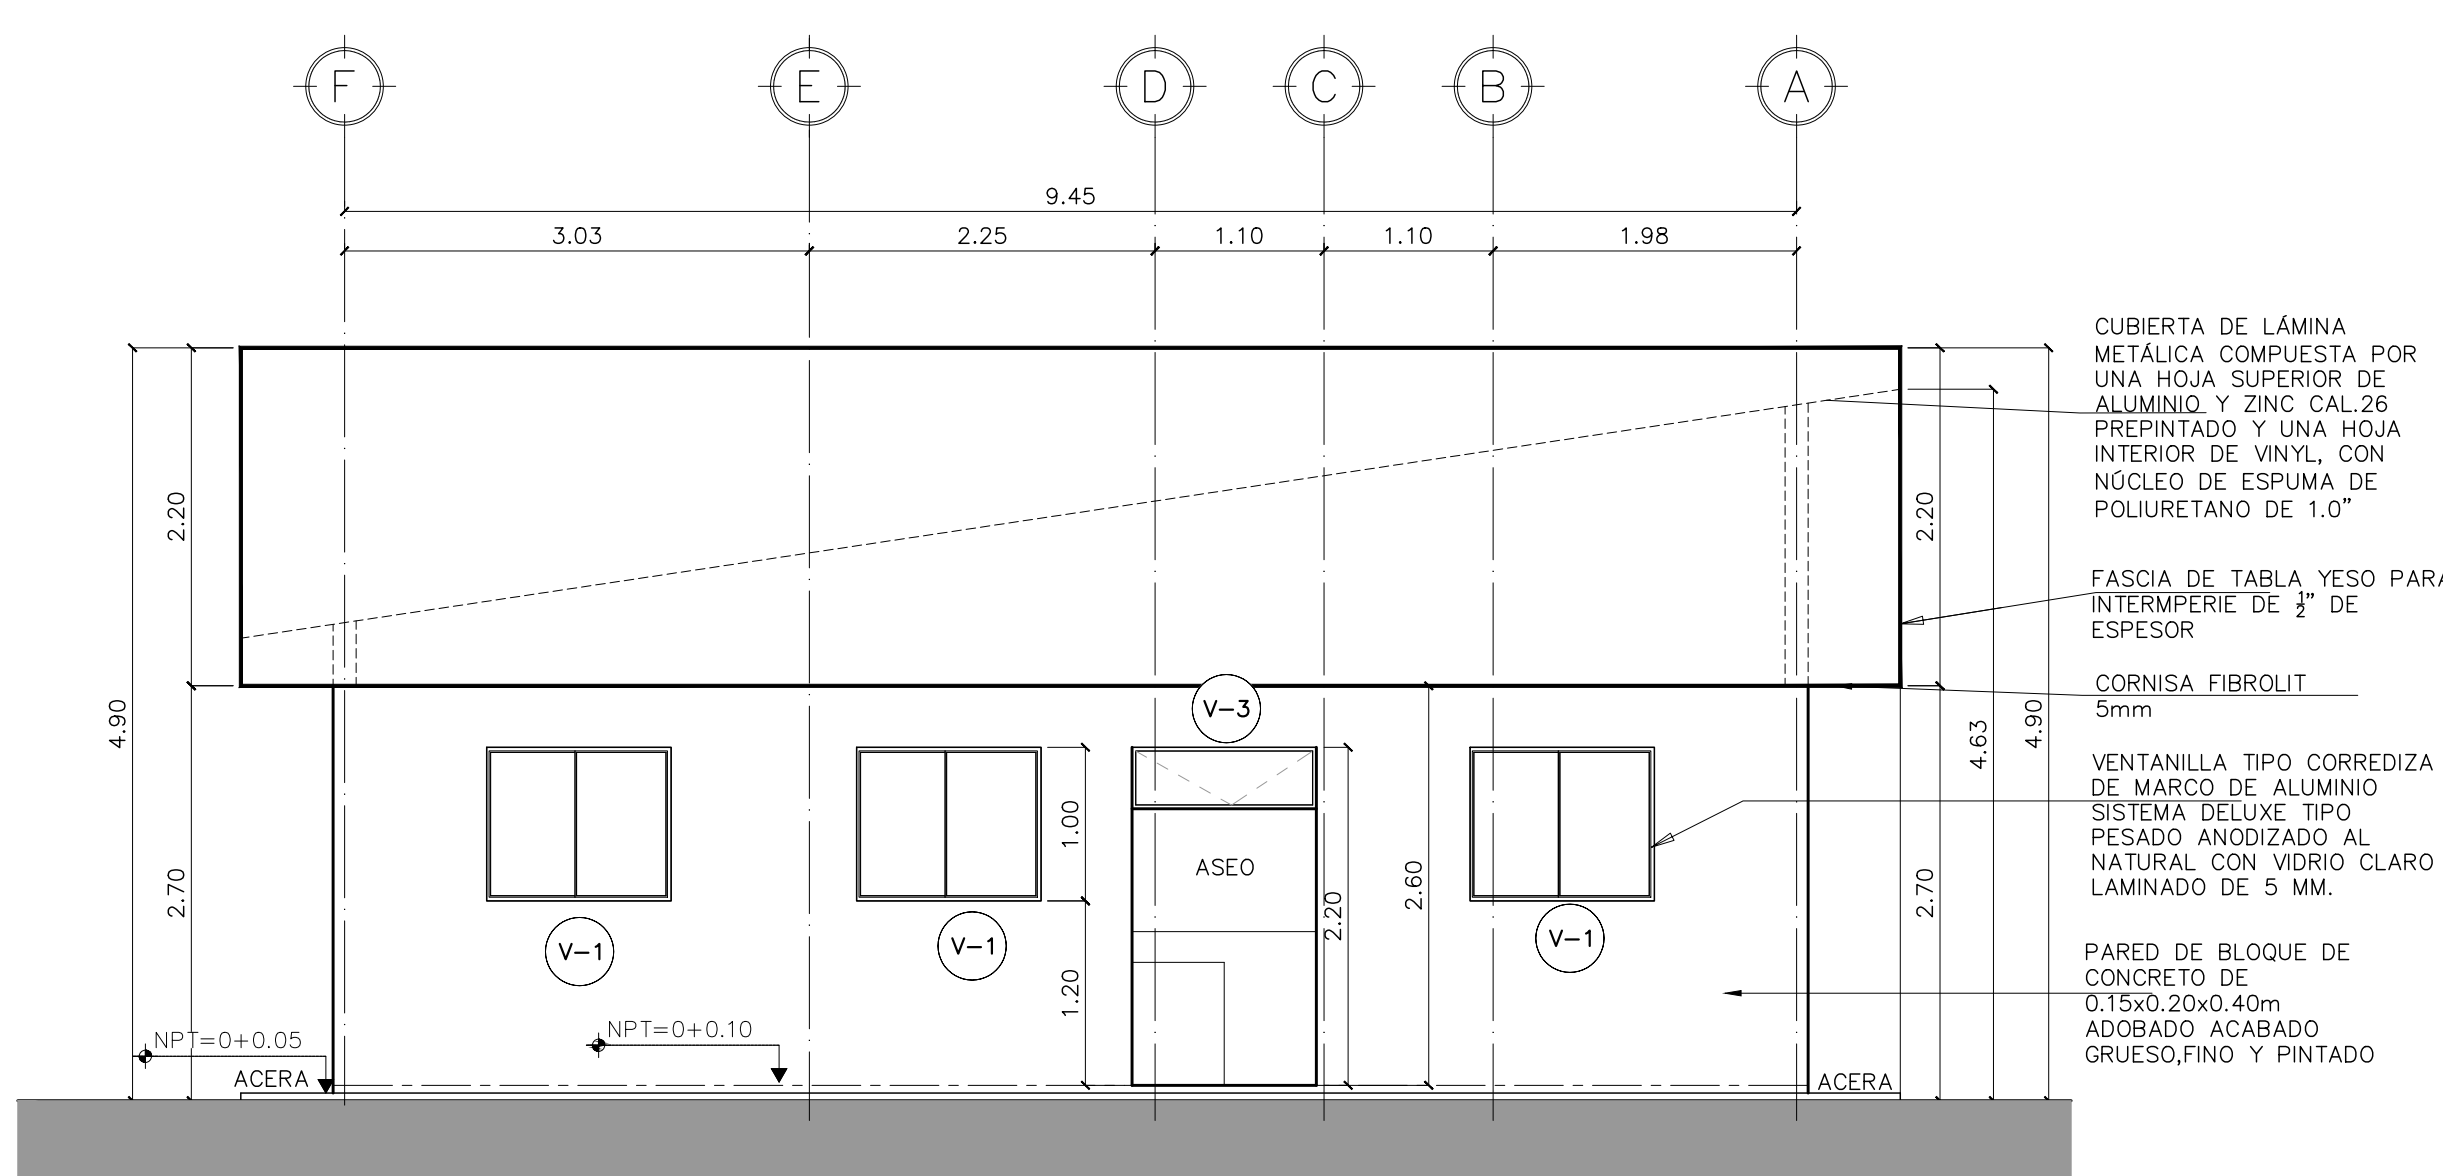 F
E
D
C
B
A
9.45
3.03
2.25
1.10
1.10
1.98
CUBIERTA DE LÁMINA
METÁLICA COMPUESTA POR
UNA HOJA SUPERIOR DE
ALUMINIO Y ZINC CAL.26
PREPINTADO Y UNA HOJA
INTERIOR DE VINYL, CON
NÚCLEO DE ESPUMA DE
POLIURETANO DE 1.0"
2.20
2.20
FASCIA DE TABLA YESO PARA
INTERMPERIE DE ½" DE
ESPESOR
CORNISA FIBROLIT
5mm
4.90
4.63
4.90
V-3
VENTANILLA TIPO CORREDIZA
DE MARCO DE ALUMINIO
SISTEMA DELUXE TIPO
PESADO ANODIZADO AL
NATURAL CON VIDRIO CLARO
LAMINADO DE 5 MM.
1.00
ASEO
2.70
2.20
2.60
2.70
V-1
V-1
V-1
1.20
PARED DE BLOQUE DE
CONCRETO DE
0.15x0.20x0.40m
ADOBADO ACABADO
GRUESO,FINO Y PINTADO
NPT=0+0.05
NPT=0+0.10
ACERA
ACERA